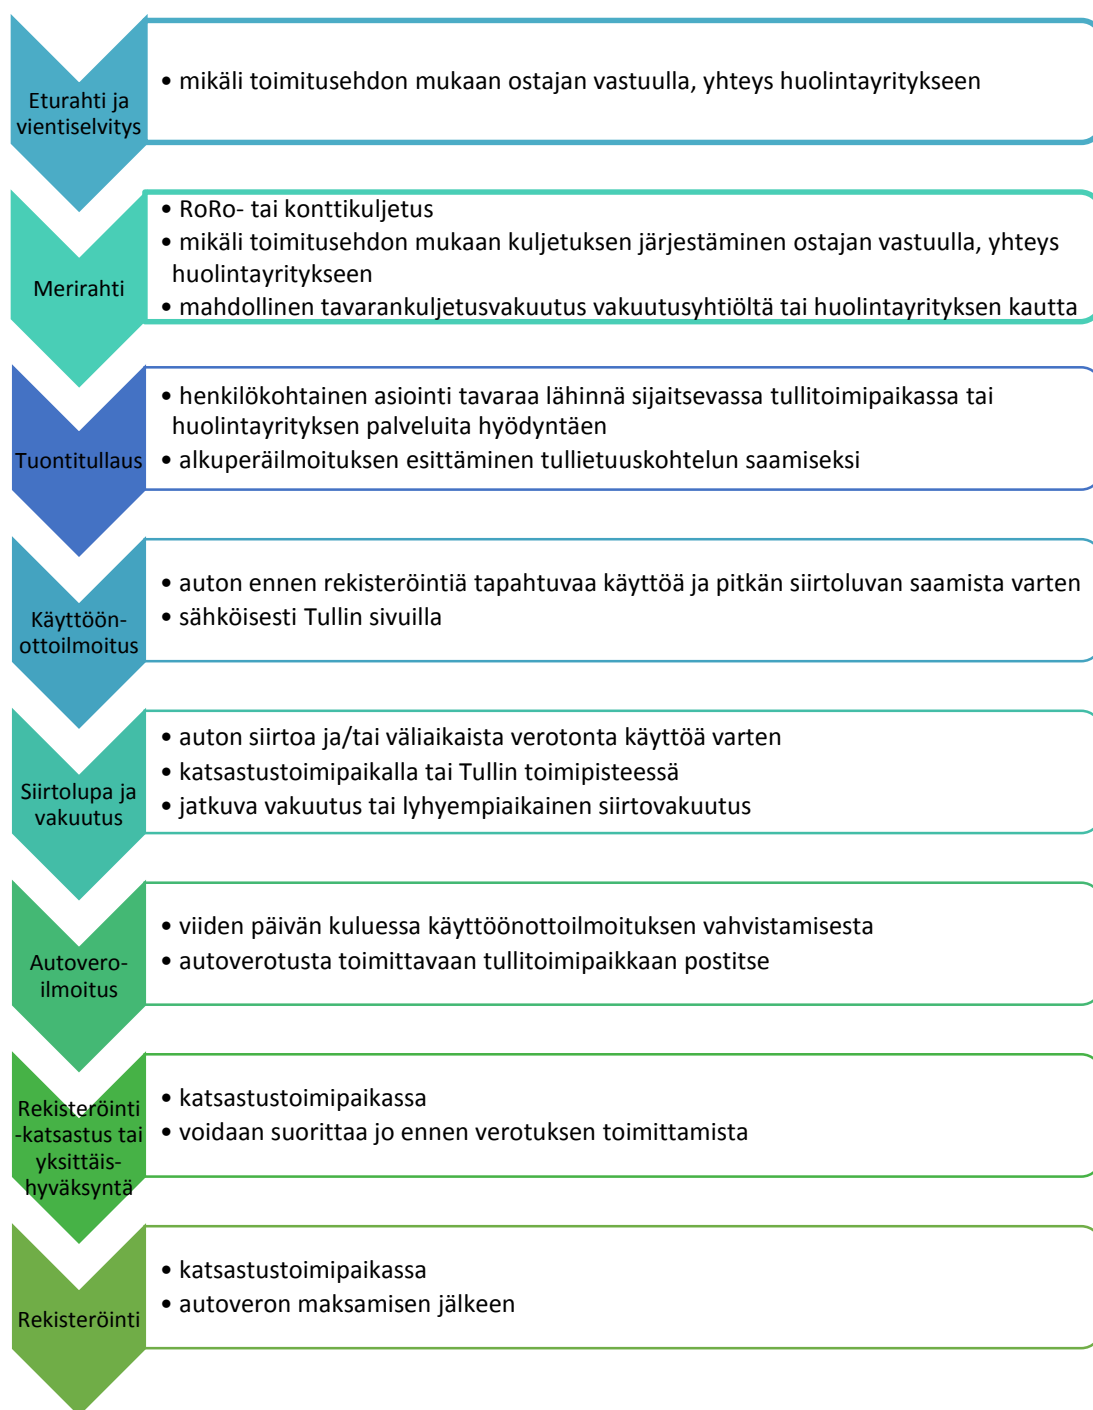 Eturahti ja
vientiselvitys
• mikäli toimitusehdon mukaan ostajan vastuulla, yhteys huolintayritykseen
Merirahti
• RoRo- tai konttikuljetus
• mikäli toimitusehdon mukaan kuljetuksen järjestäminen ostajan vastuulla, yhteys
huolintayritykseen
• mahdollinen tavarankuljetusvakuutus vakuutusyhtiöltä tai huolintayrityksen kautta
Tuontitullaus
• henkilökohtainen asiointi tavaraa lähinnä sijaitsevassa tullitoimipaikassa tai
huolintayrityksen palveluita hyödyntäen
• alkuperäilmoituksen esittäminen tullietuuskohtelun saamiseksi
Käyttöön-
ottoilmoitus
• auton ennen rekisteröintiä tapahtuvaa käyttöä ja pitkän siirtoluvan saamista varten
• sähköisesti Tullin sivuilla
Siirtolupa ja
vakuutus
• auton siirtoa ja/tai väliaikaista verotonta käyttöä varten
• katsastustoimipaikalla tai Tullin toimipisteessä
• jatkuva vakuutus tai lyhyempiaikainen siirtovakuutus
Autovero-
ilmoitus
• viiden päivän kuluessa käyttöönottoilmoituksen vahvistamisesta
• autoverotusta toimittavaan tullitoimipaikkaan postitse
Rekisteröinti
-katsastus tai
yksittäis-
hyväksyntä
• katsastustoimipaikassa
• voidaan suorittaa jo ennen verotuksen toimittamista
Rekisteröinti
• katsastustoimipaikassa
• autoveron maksamisen jälkeen